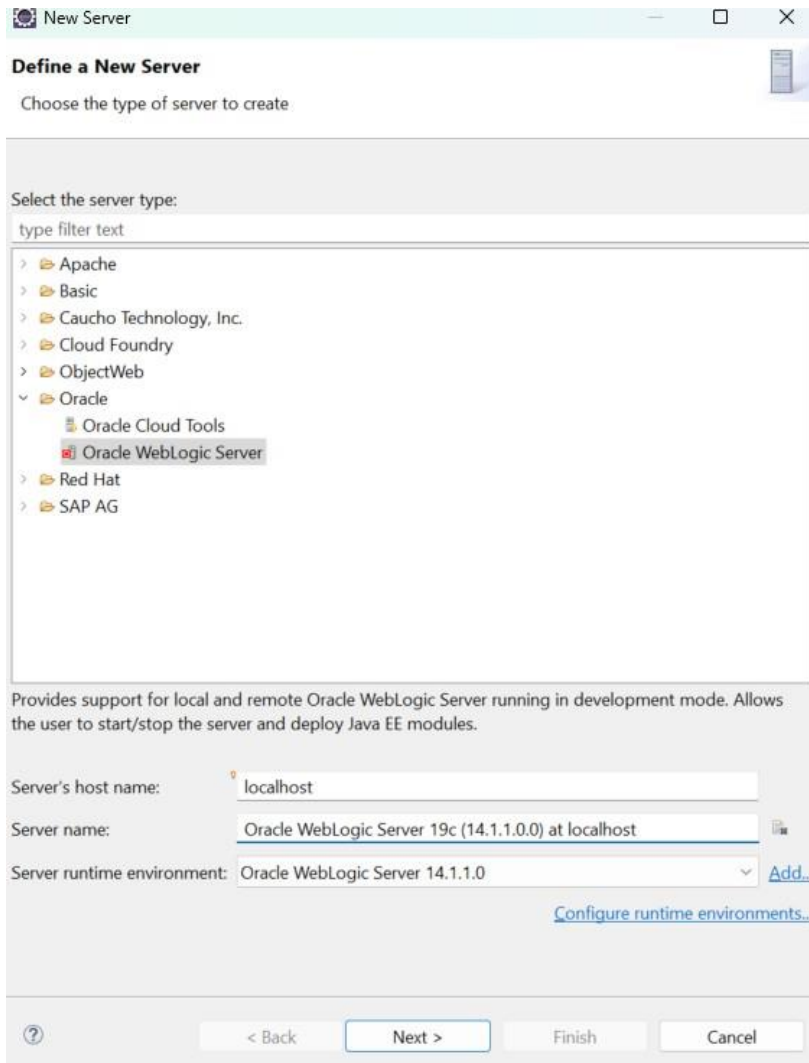 New Server
Define a New Server
Choose the type of server to create
Select the server type:
type filter text
Apache
Basic
Caucho Technology, Inc.
Cloud Foundry
ObjectWeb
Oracle
Oracle Cloud Tools
Oracle WebLogic Server
Red Hat
SAP AG
Provides support for local and remote Oracle WebLogic Server running in development mode. Allows
the user to start/stop the server and deploy Java EE modules.
Server's host name: localhost
Server name: Oracle WebLogic Server 19c (14.1.1.0.0) at localhost
Server runtime environment: Oracle WebLogic Server 14.1.1.0 Add..
Configure runtime environments..
? < Back Next > Finish Cancel